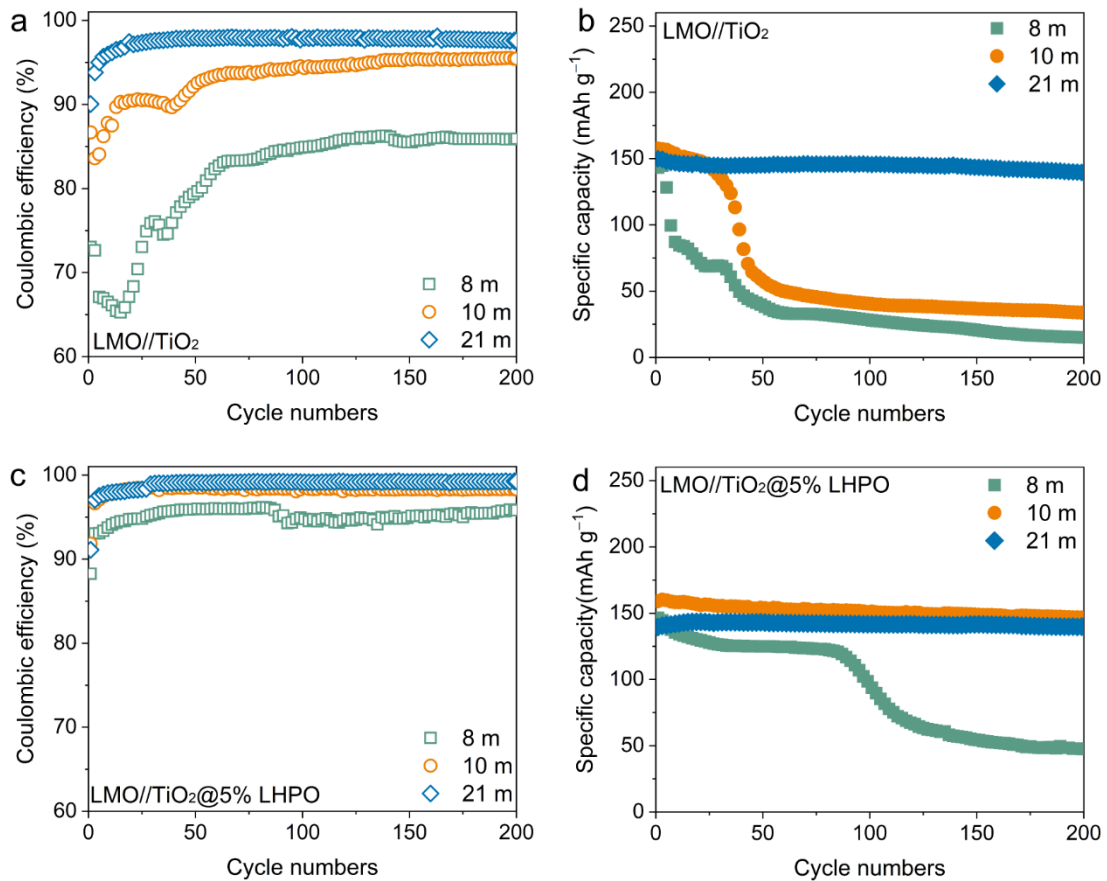 a
100
90
80
70
60
Coulombic efficiency (%)
8 m
10 m
21 m
LMO//TiO₂
0
50
100
150
200
Cycle numbers
b
250
200
150
100
50
0
Specific capacity (mAh g⁻¹)
LMO//TiO₂
8 m
10 m
21 m
0
50
100
150
200
Cycle numbers
c
100
90
80
70
60
Coulombic efficiency (%)
8 m
10 m
21 m
LMO//TiO₂@5% LHPO
0
50
100
150
200
Cycle numbers
d
250
200
150
100
50
0
Specific capacity(mAh g⁻¹)
LMO//TiO₂@5% LHPO
8 m
10 m
21 m
0
50
100
150
200
Cycle numbers